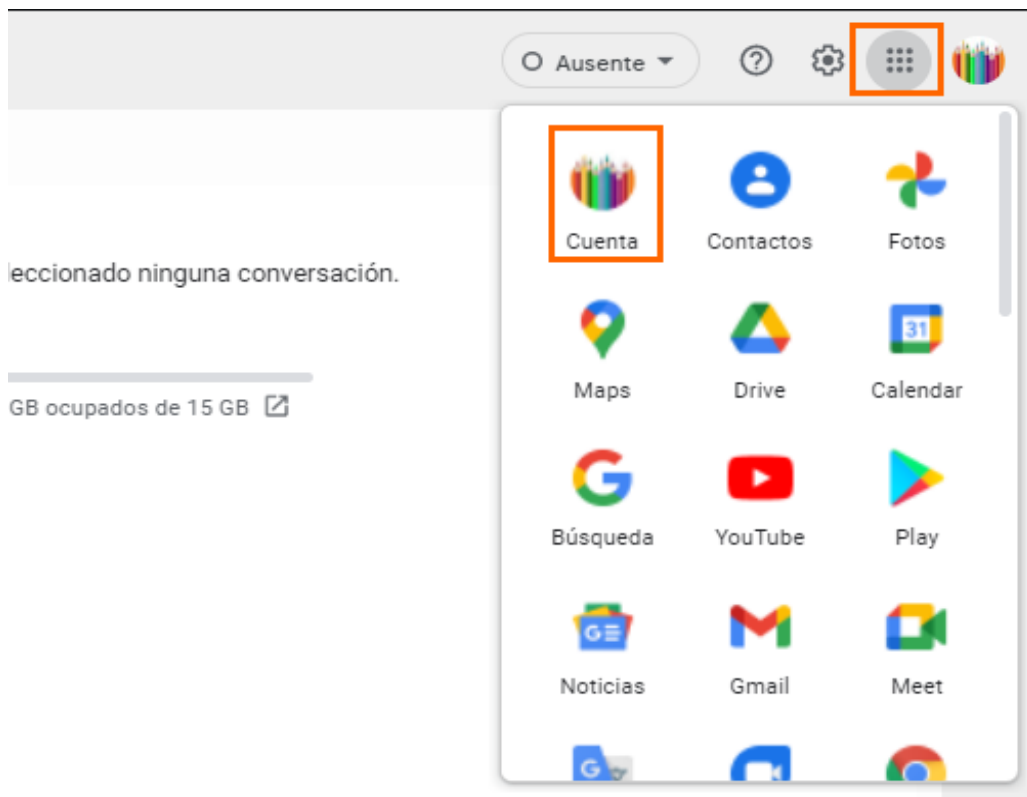 Ausente
Cuenta Contactos Fotos
leccionado ninguna conversación.
Maps Drive Calendar
31
GB ocupados de 15 GB
Búsqueda YouTube Play
Noticias Gmail Meet